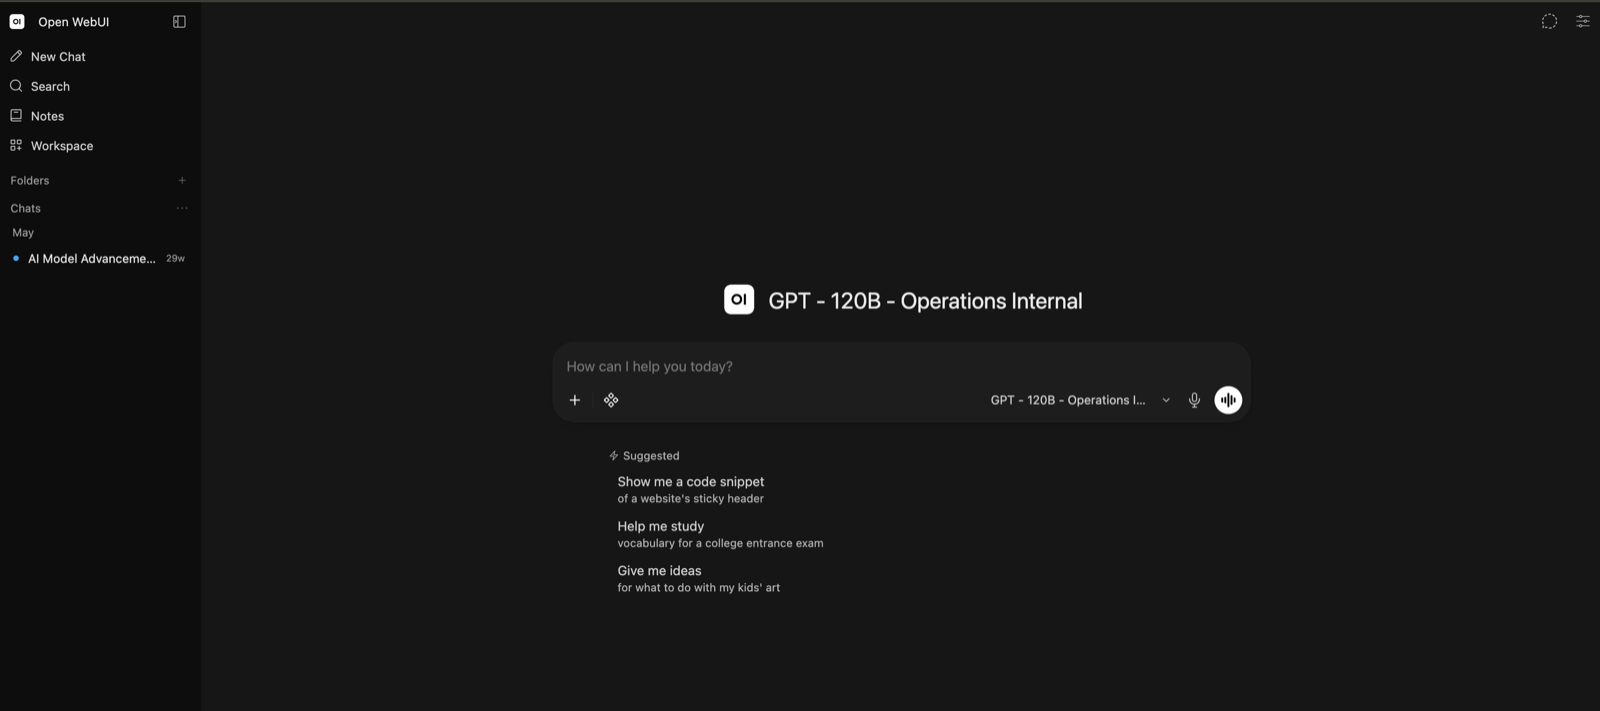 OI Open WebUI
New Chat
Search
Notes
Workspace
Folders
Chats
May
AI Model Advanceme... 29w
OI GPT - 120B - Operations Internal
How can I help you today?
GPT - 120B - Operations I...
Suggested
Show me a code snippet
of a website's sticky header
Help me study
vocabulary for a college entrance exam
Give me ideas
for what to do with my kids' art